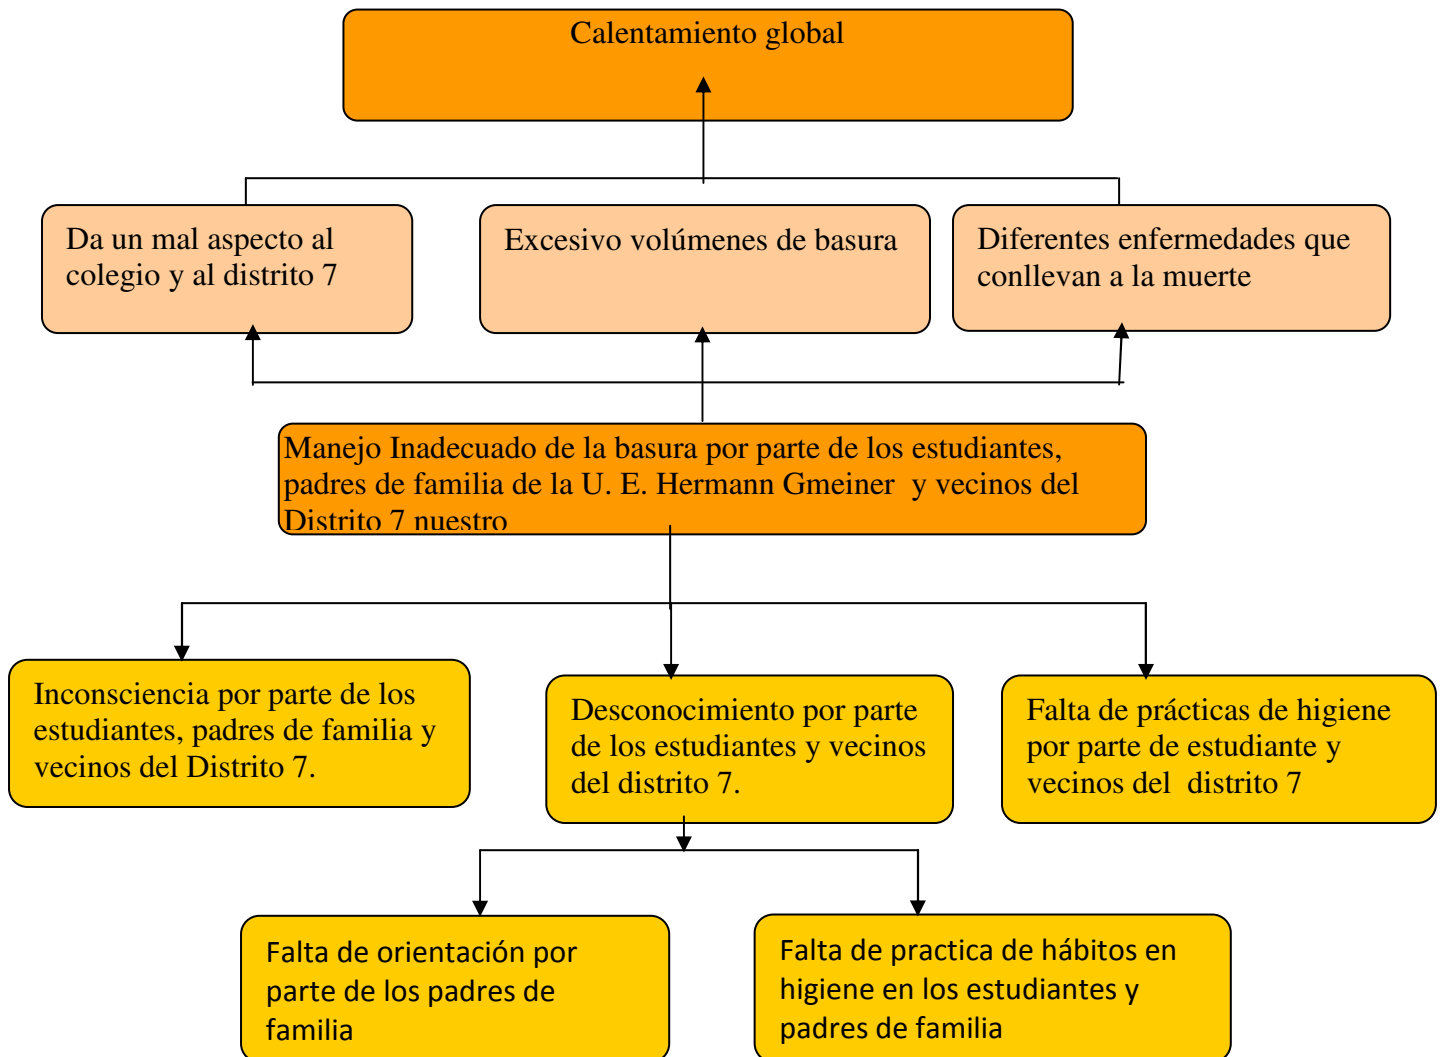 Calentamiento global
Da un mal aspecto al
colegio y al distrito 7
Excesivo volúmenes de basura
Diferentes enfermedades que
conllevan a la muerte
Manejo Inadecuado de la basura por parte de los estudiantes,
padres de familia de la U. E. Hermann Gmeiner y vecinos del
Distrito 7 nuestro
Inconsciencia por parte de los
estudiantes, padres de familia y
vecinos del Distrito 7.
Desconocimiento por parte
de los estudiantes y vecinos
del distrito 7.
Falta de prácticas de higiene
por parte de estudiante y
vecinos del distrito 7
Falta de orientación por
parte de los padres de
familia
Falta de practica de hábitos en
higiene en los estudiantes y
padres de familia